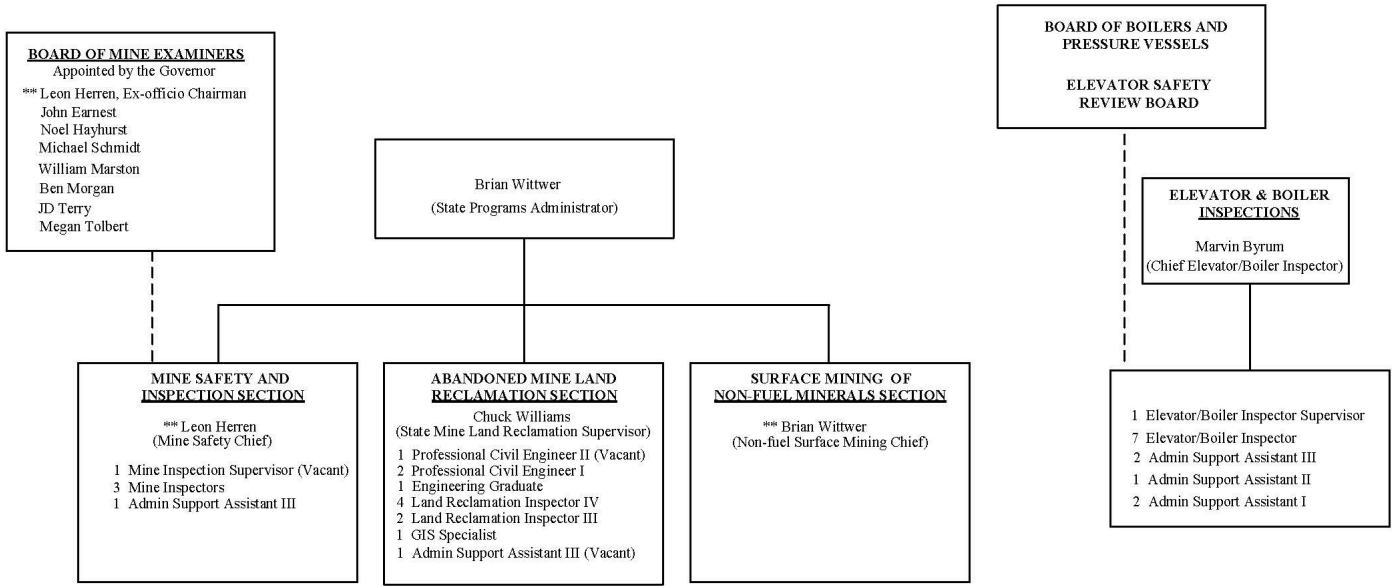 BOARD OF MINE EXAMINERS
Appointed by the Governor
** Leon Herren, Ex-officio Chairman
John Earnest
Noel Hayhurst
Michael Schmidt
William Marston
Ben Morgan
JD Terry
Megan Tolbert
Brian Wittwer
(State Programs Administrator)
BOARD OF BOILERS AND
PRESSURE VESSELS
ELEVATOR SAFETY
REVIEW BOARD
ELEVATOR & BOILER
INSPECTIONS
Marvin Byrum
(Chief Elevator/Boiler Inspector)
MINE SAFETY AND
INSPECTION SECTION
** Leon Herren
(Mine Safety Chief)
1 Mine Inspection Supervisor (Vacant)
3 Mine Inspectors
1 Admin Support Assistant III
ABANDONED MINE LAND
RECLAMATION SECTION
Chuck Williams
(State Mine Land Reclamation Supervisor)
1 Professional Civil Engineer II (Vacant)
2 Professional Civil Engineer I
1 Engineering Graduate
4 Land Reclamation Inspector IV
2 Land Reclamation Inspector III
1 GIS Specialist
1 Admin Support Assistant III (Vacant)
SURFACE MINING OF
NON-FUEL MINERALS SECTION
** Brian Wittwer
(Non-fuel Surface Mining Chief)
1 Elevator/Boiler Inspector Supervisor
7 Elevator/Boiler Inspector
2 Admin Support Assistant III
1 Admin Support Assistant II
2 Admin Support Assistant I